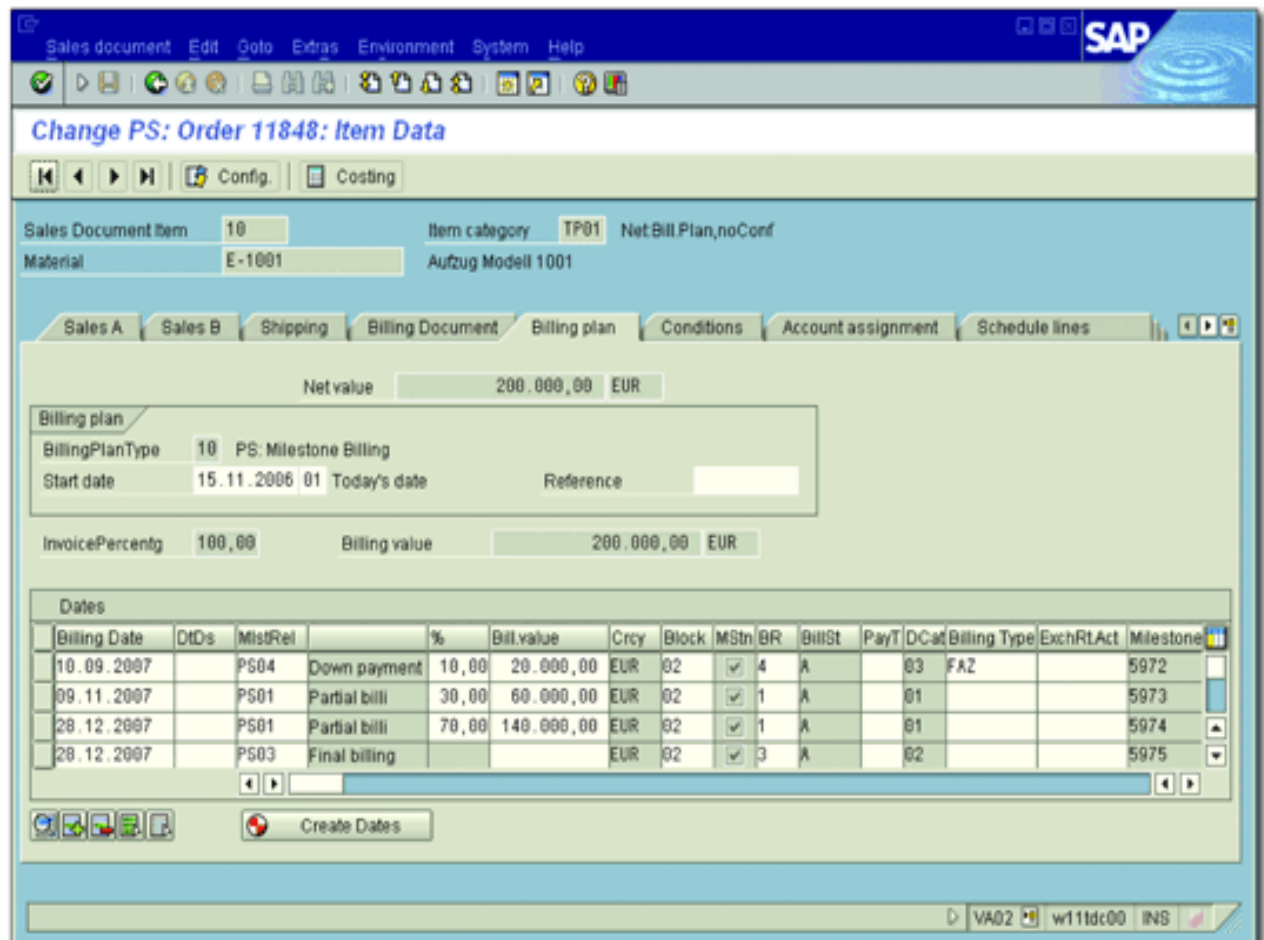 Sales document Edit Goto Extras Environment System Help
SAP
Change PS: Order 11848: Item Data
Config. Costing
Sales Document Item 10 Item category TP01 Net.Bill.Plan,noConf
Material E-1001 Aufzug Modell 1001
Sales A Sales B Shipping Billing Document Billing plan Conditions Account assignment Schedule lines
Net value 200.000,00 EUR
Billing plan
BillingPlanType 10 PS: Milestone Billing
Start date 15.11.2006 01 Today's date Reference
InvoicePercentg 100,00 Billing value 200.000,00 EUR
Dates
Billing Date DtDs MlstRel % Bill.value Crcy Block MStn BR BillSt PayT DCat Billing Type ExchRt.Act Milestone
10.09.2007 PS04 Down payment 10,00 20.000,00 EUR 02 4 A 03 FAZ 5972
09.11.2007 PS01 Partial billi 30,00 60.000,00 EUR 02 1 A 01 5973
28.12.2007 PS01 Partial billi 70,00 140.000,00 EUR 02 1 A 01 5974
28.12.2007 PS03 Final billing EUR 02 3 A 02 5975
Create Dates
VA02 w11tdc00 INS